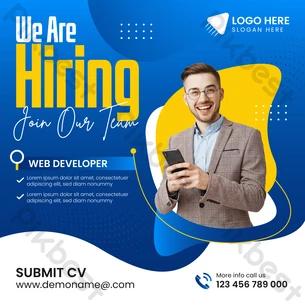 We Are
LOGO HERE
SLOGAN HERE
Hiring
Join Our Team
WEB DEVELOPER
Lorem ipsum dolor sit amet, consectetuer adipiscing elit, sed diam nonummy
Lorem ipsum dolor sit amet, consectetuer adipiscing elit, sed diam nonummy
SUBMIT CV
www.demoname@.com
More info call us
123 456 789 000
pikbest